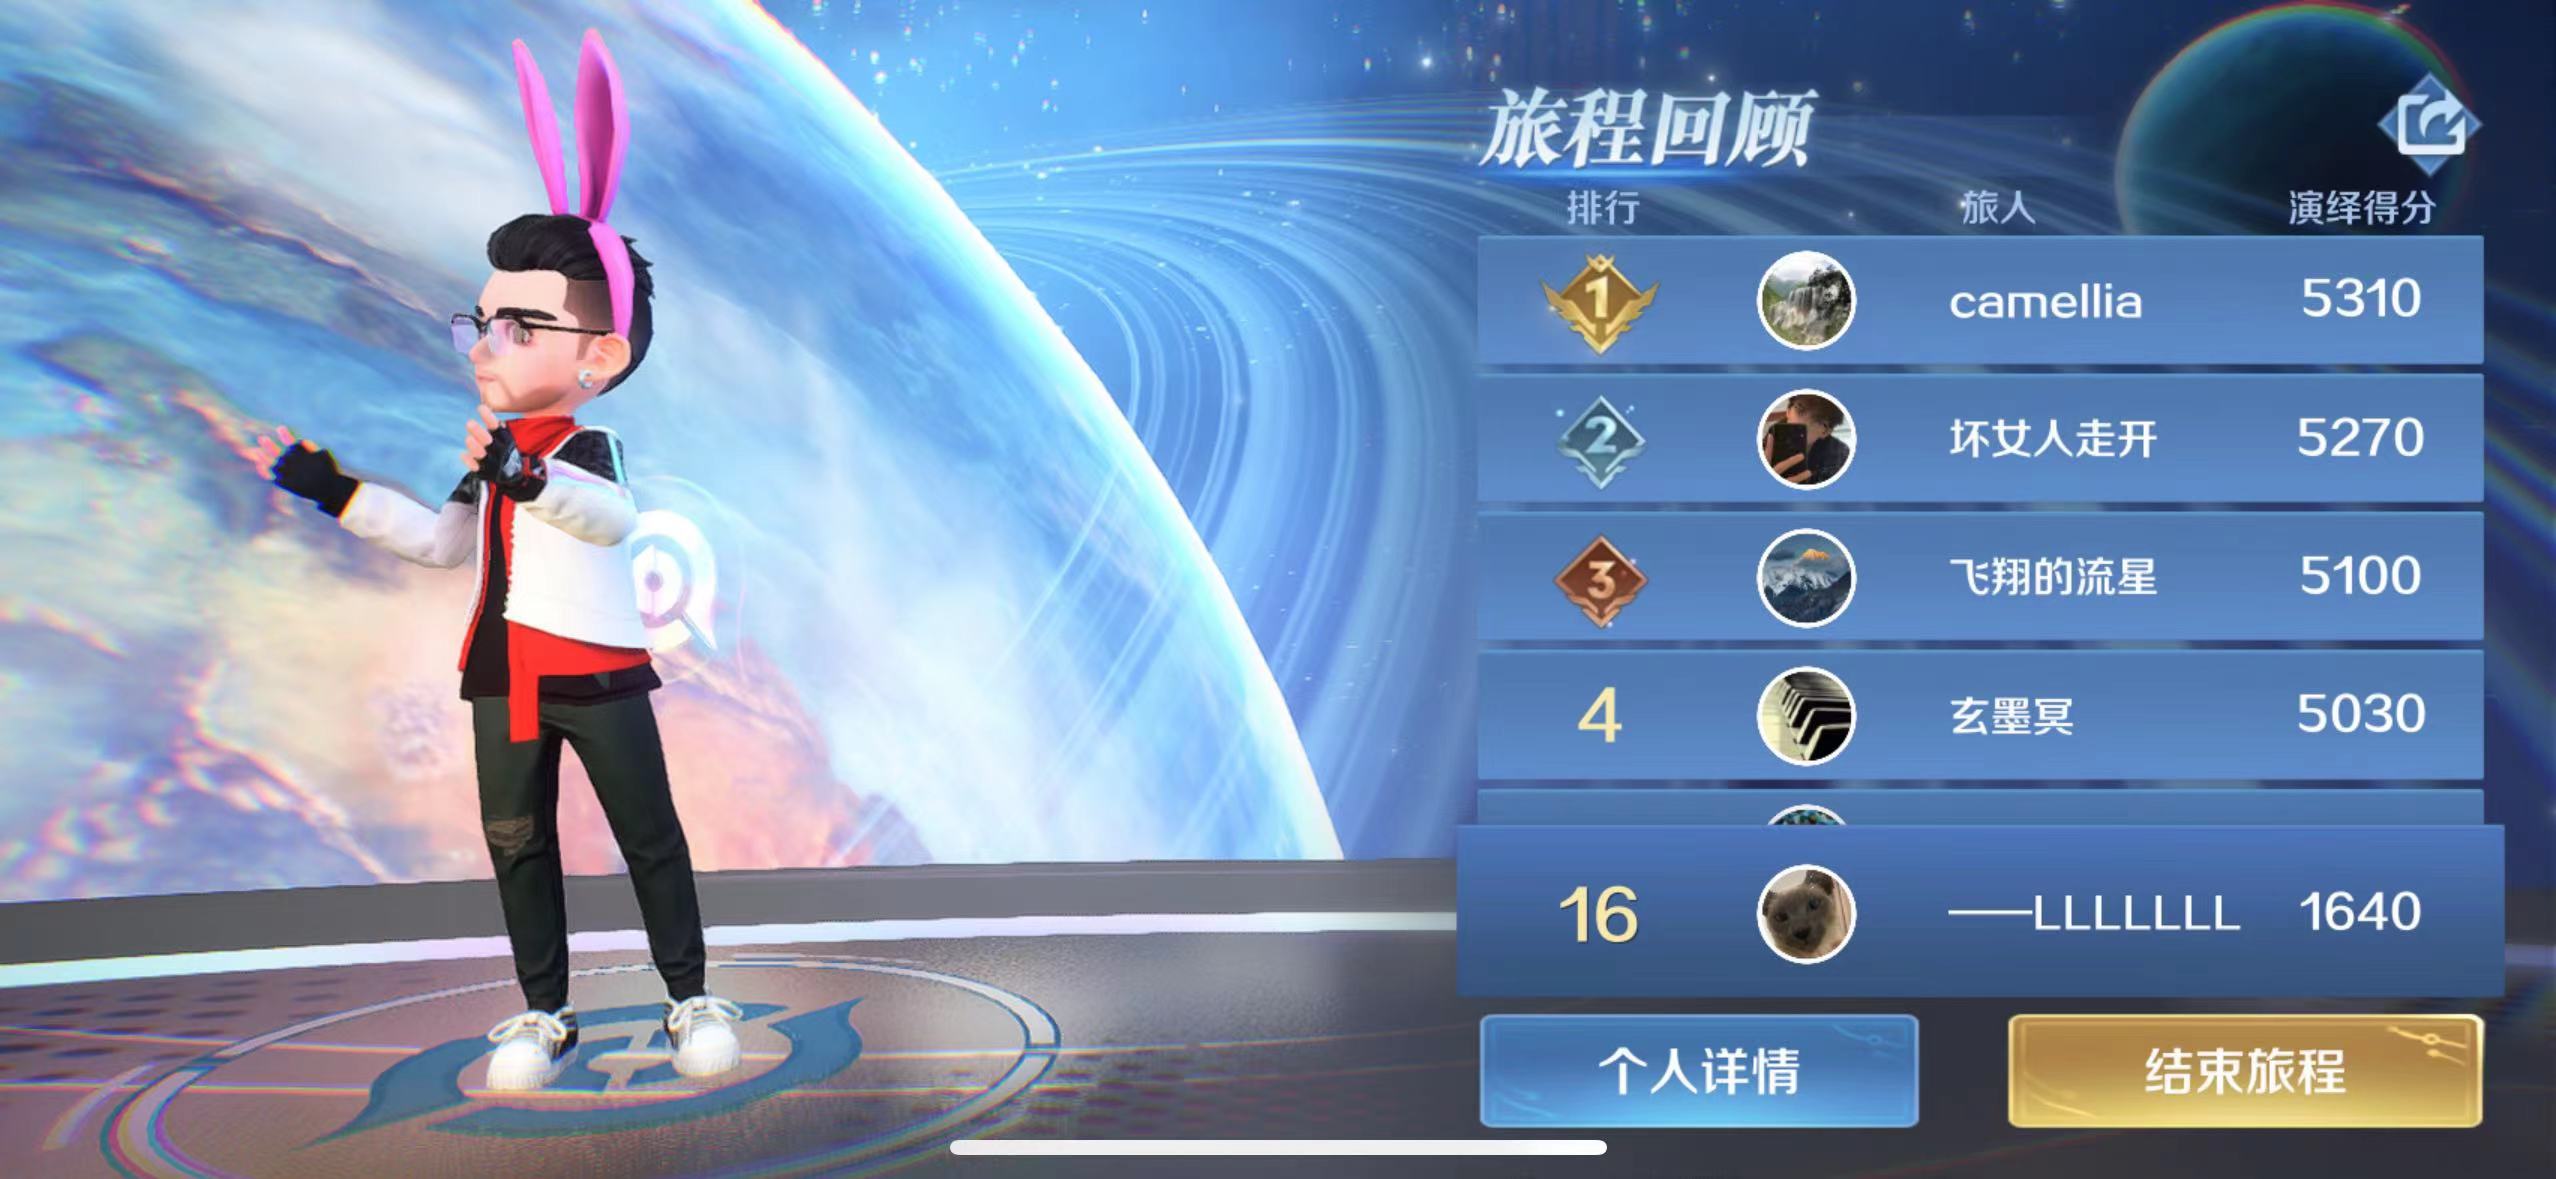 旅程回顾
排行 旅人 演绎得分
1 camellia 5310
2 坏女人走开 5270
3 飞翔的流星 5100
4 玄墨冥 5030
16 ——LLLLLLL 1640
个人详情 结束旅程